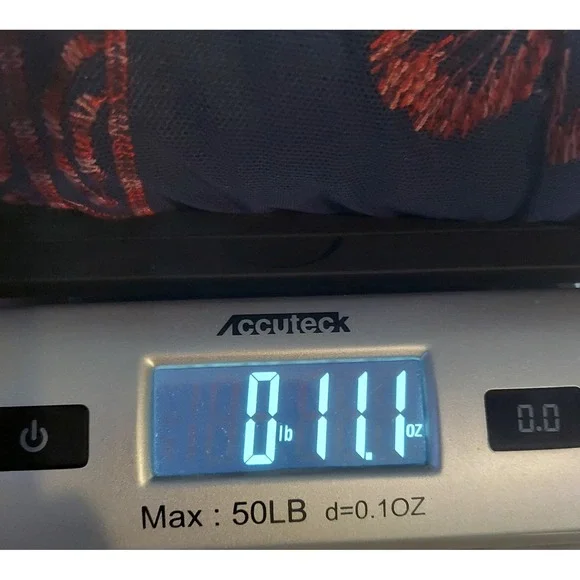 ACCUTECK
0 lb 11.1 oz
0.0
Max : 50LB d=0.1OZ